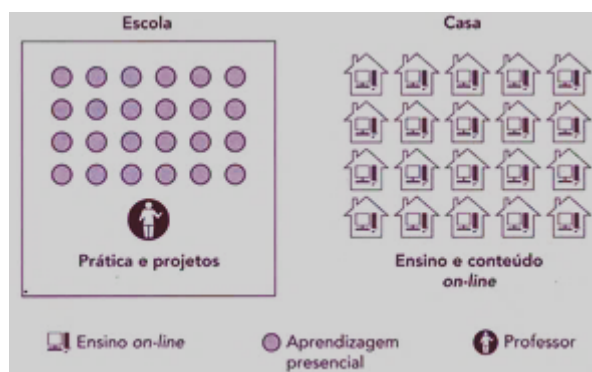 Escola
Casa
Prática e projetos
Ensino e conteúdo
on-line
Ensino on-line
Aprendizagem
presencial
Professor